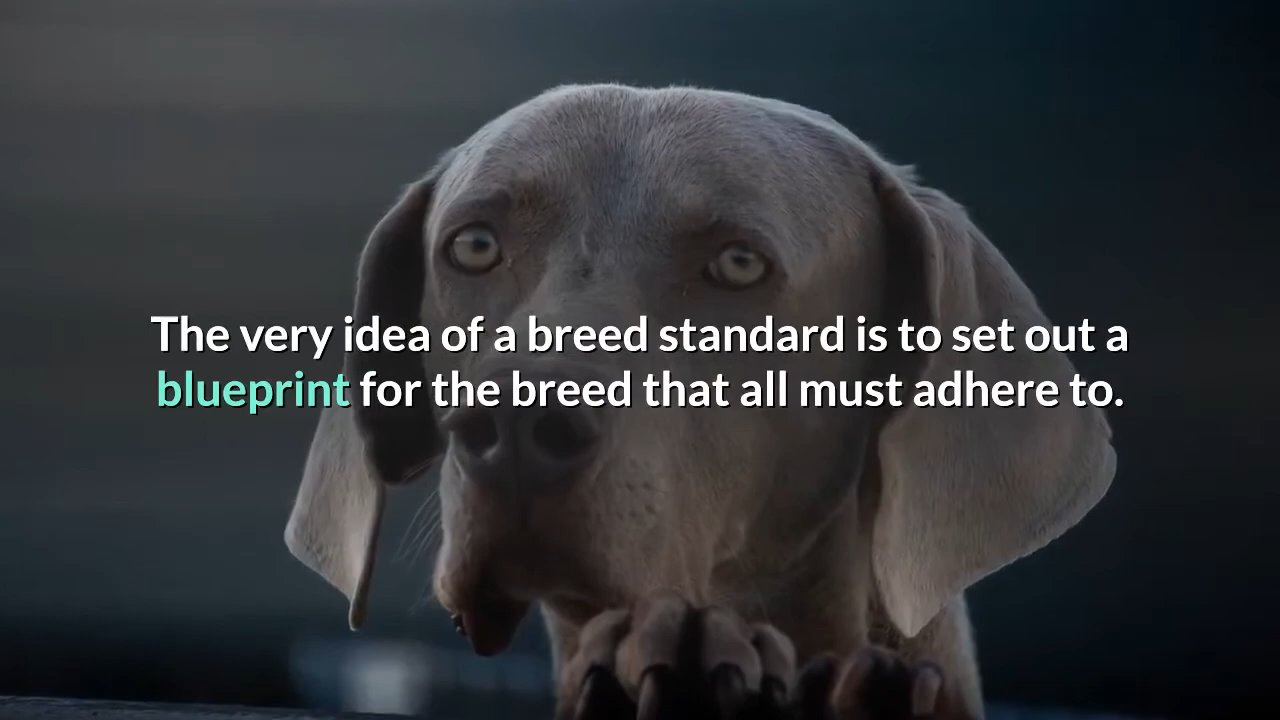 The very idea of a breed standard is to set out a
blueprint for the breed that all must adhere to.